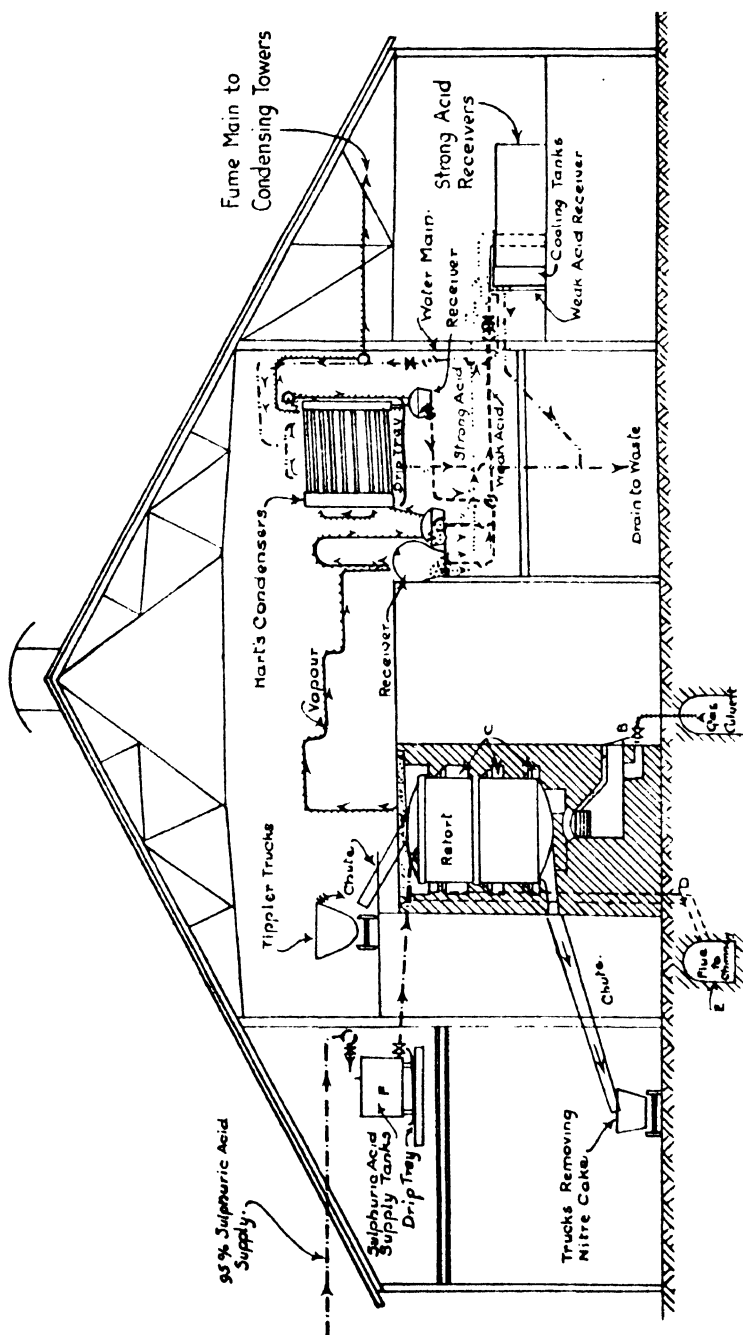 Fume Main to
Condensing Towers
Strong Acid
Receivers
Cooling Tanks
Weak Acid Receiver
Water Main.
Receiver
Strong Acid
Weak Acid
Drip Tray
Drain to Waste
Hart's Condensers
Vapour
Receiver
Gas
Culvert
B
C
Retort
Chute
Tippler Trucks
D
Flue
to
Chimney
E
Chute.
95% Sulphuric Acid
Supply.
F
Sulphuric Acid
Supply Tanks
Drip Tray
Trucks Removing
Nitre Cake.